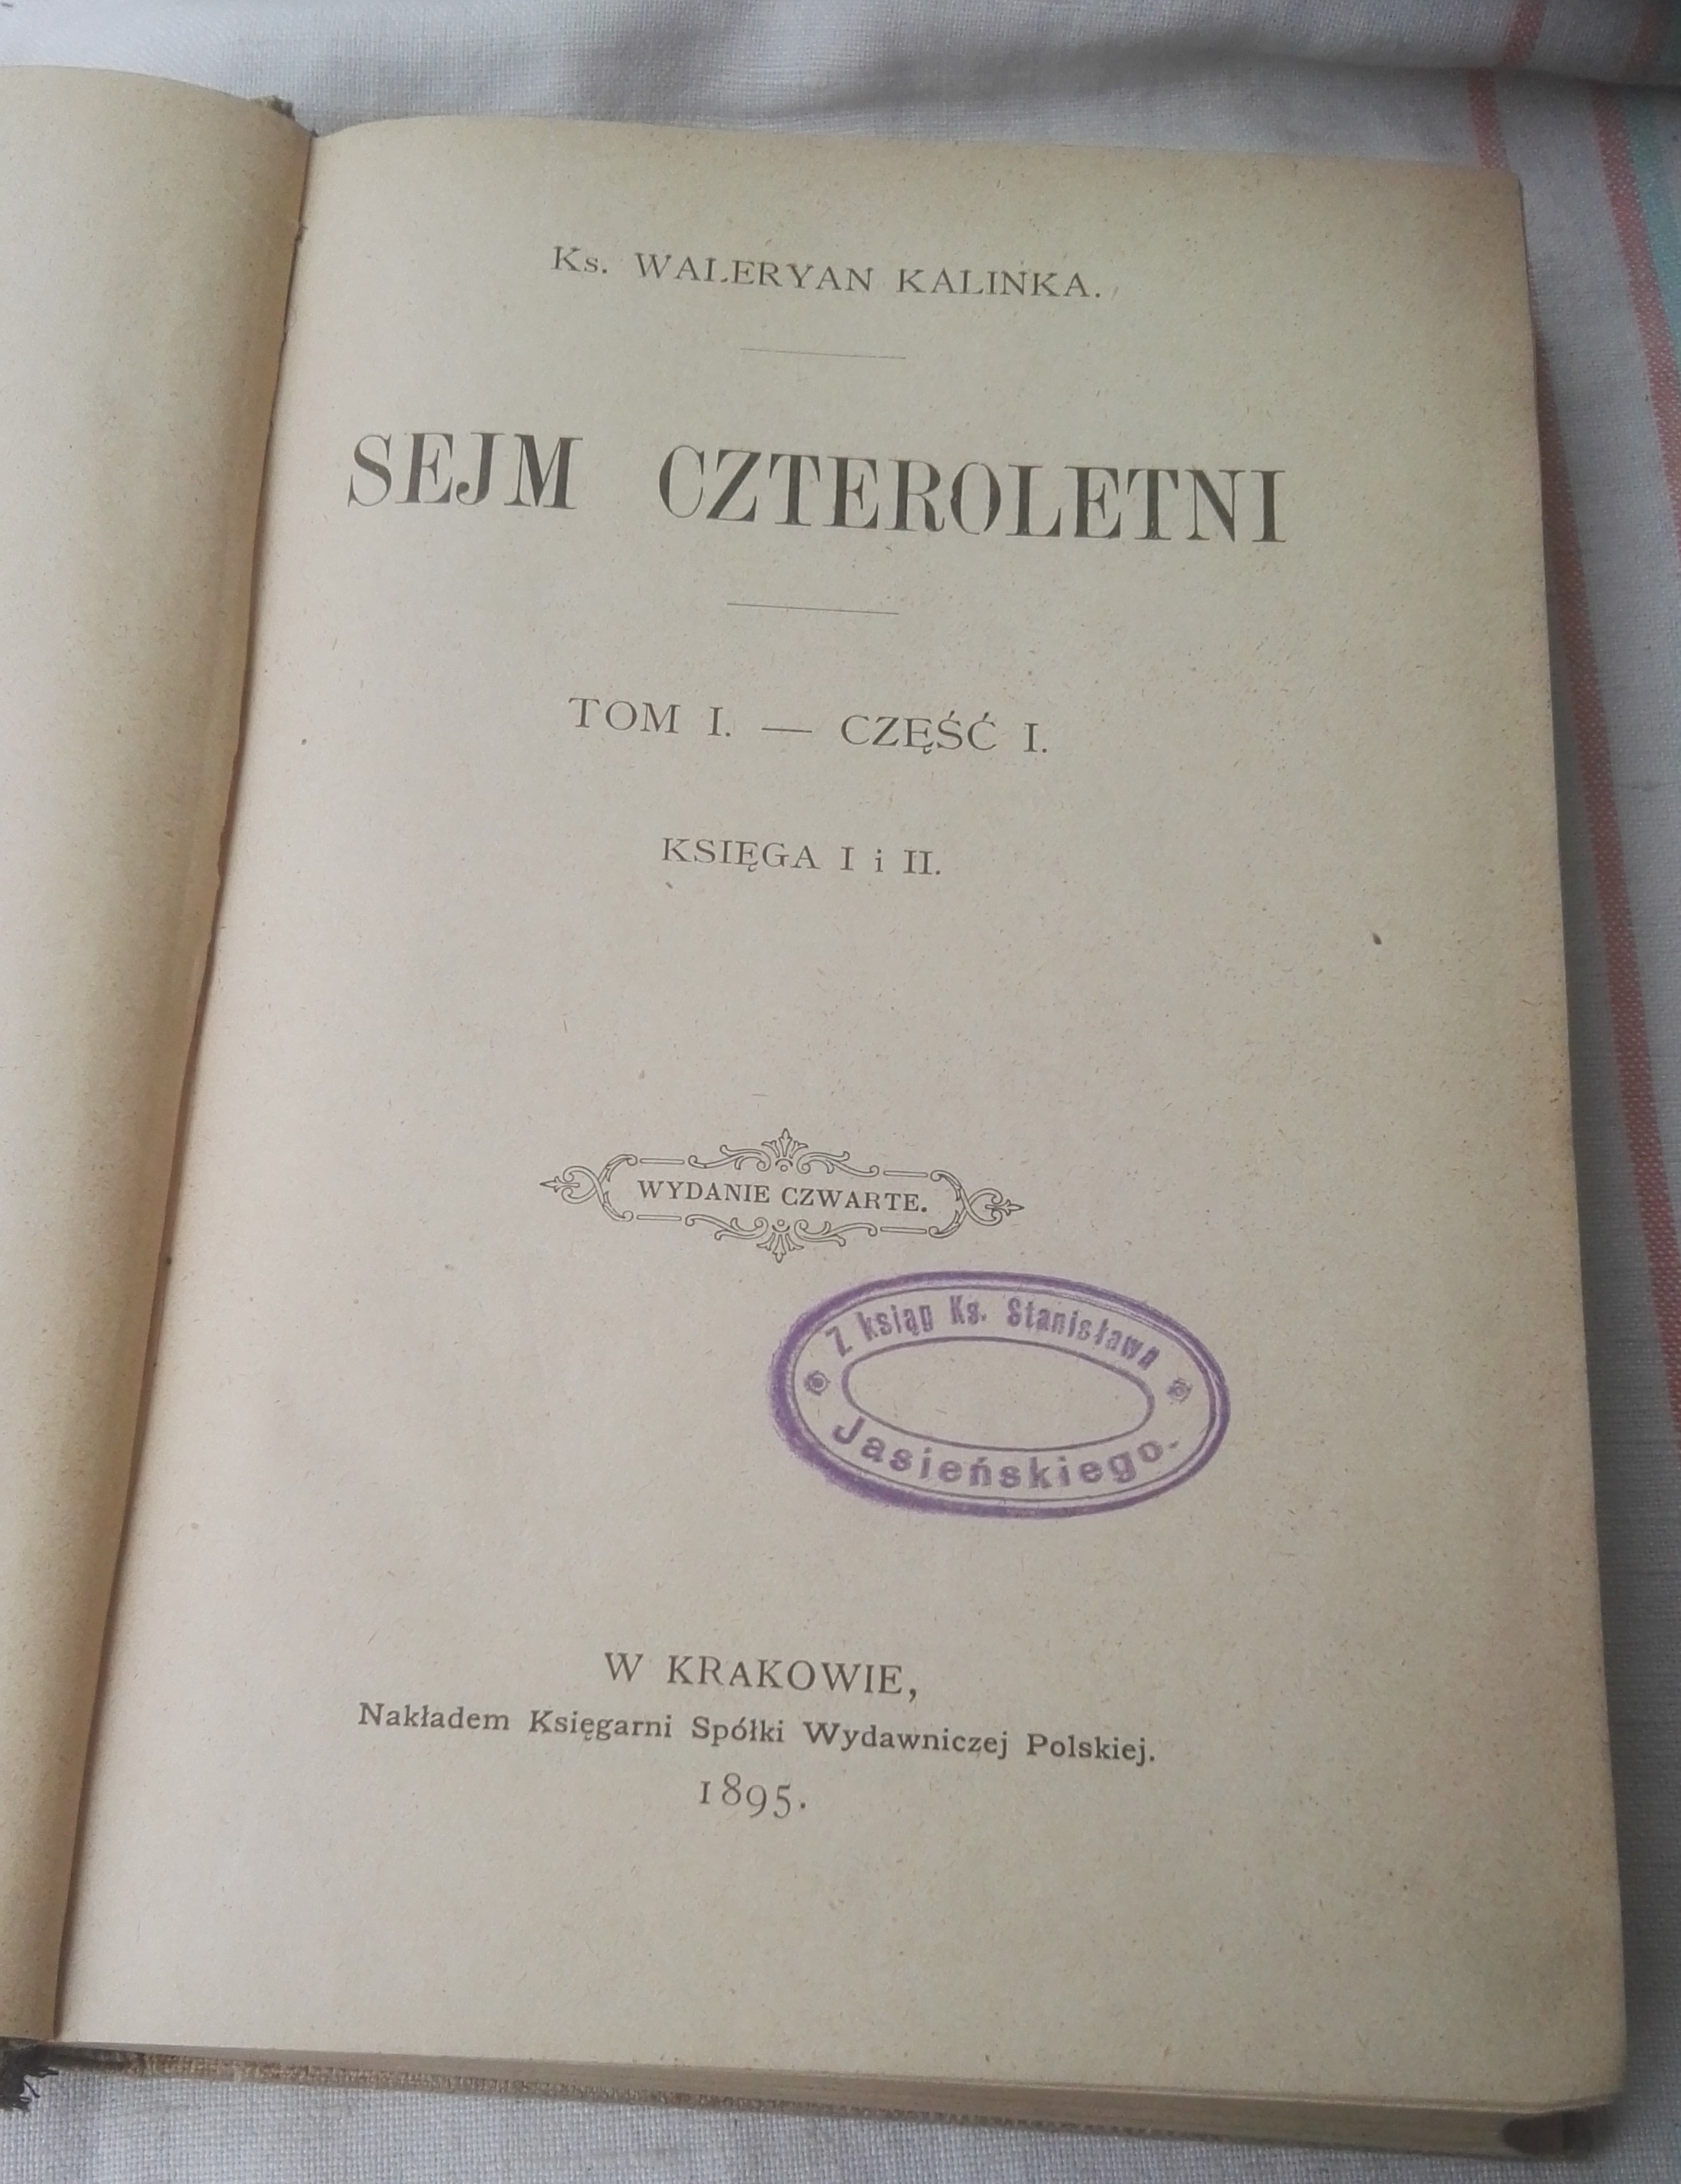 Ks. WALERYAN KALINKA.
SEJM CZTEROLETNI
TOM I. — CZĘŚĆ I.
KSIĘGA I i II.
WYDANIE CZWARTE.
Z ksiąg Ks. Stanisława
Jasieńskiego.
W KRAKOWIE,
Nakładem Księgarni Spółki Wydawniczej Polskiej.
1895.